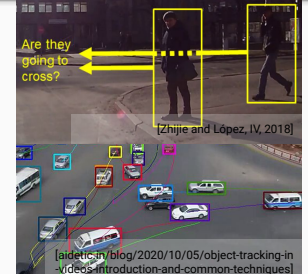 Are they
going to
cross?
[Zhijie and López, IV, 2018]
[aidetic.in/blog/2020/10/05/object-tracking-in
-videos-introduction-and-common-techniques]